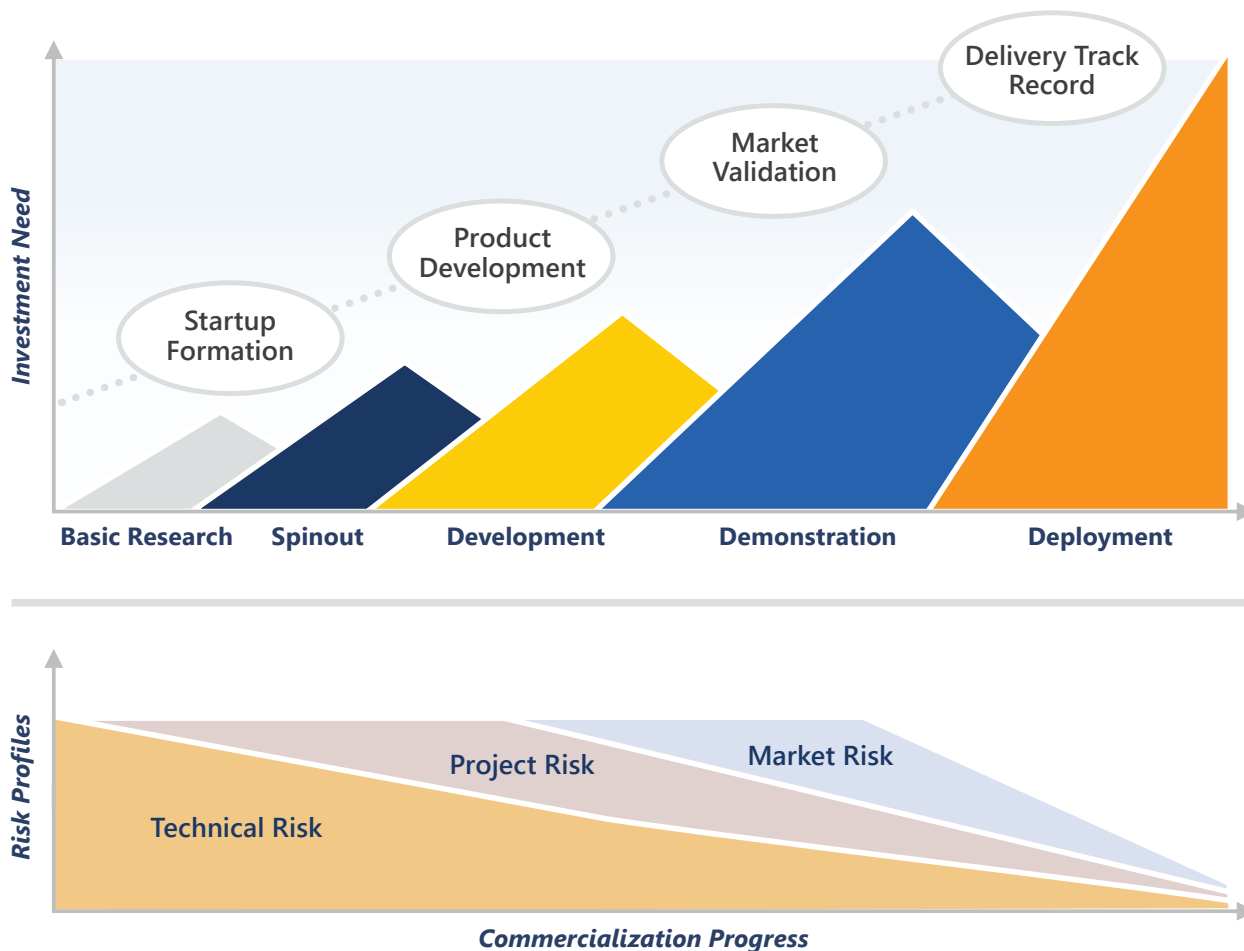 Delivery Track
Record
Market
Validation
Product
Development
Startup
Formation
Investment Need
Basic Research
Spinout
Development
Demonstration
Deployment
Risk Profiles
Market Risk
Project Risk
Technical Risk
Commercialization Progress